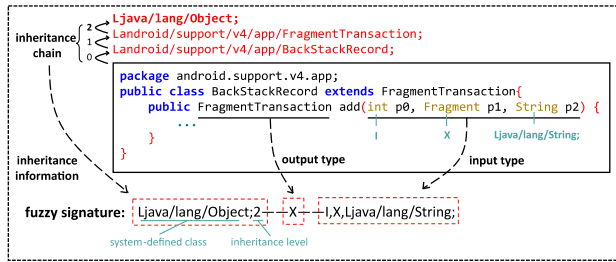 Ljava/lang/Object;
Landroid/support/v4/app/FragmentTransaction;
Landroid/support/v4/app/BackStackRecord;
2
1
0
inheritance
chain
package android.support.v4.app;
public class BackStackRecord extends FragmentTransaction{
public FragmentTransaction add(int p0, Fragment p1, String p2) {
...
I X Ljava/lang/String;
}
}
inheritance
information
output type
input type
fuzzy signature: Ljava/lang/Object;2——X——I,X,Ljava/lang/String;
system-defined class
inheritance level